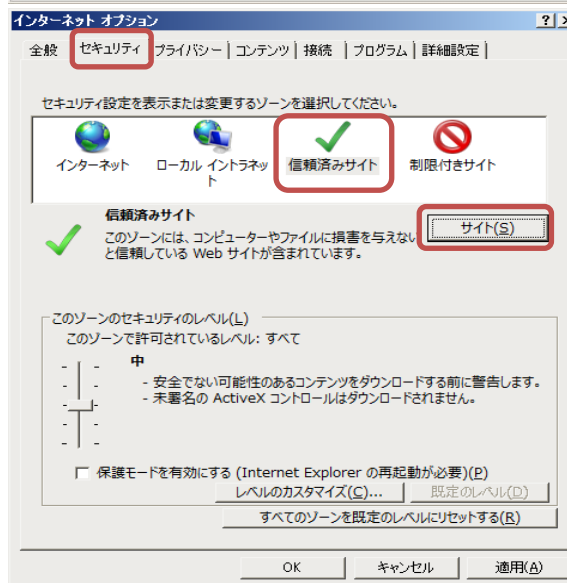 インターネット オプション
全般 セキュリティ プライバシー コンテンツ 接続 プログラム 詳細設定
セキュリティ設定を表示または変更するゾーンを選択してください。
インターネット ローカル イントラネット 信頼済みサイト 制限付きサイト
信頼済みサイト
サイト(S)
このゾーンには、コンピューターやファイルに損害を与えない
と信頼している Web サイトが含まれています。
このゾーンのセキュリティのレベル(L)
このゾーンで許可されているレベル: すべて
中
- 安全でない可能性のあるコンテンツをダウンロードする前に警告します。
- 未署名の ActiveX コントロールはダウンロードされません。
保護モードを有効にする (Internet Explorer の再起動が必要)(P)
レベルのカスタマイズ(C)... 既定のレベル(D)
すべてのゾーンを既定のレベルにリセットする(R)
OK キャンセル 適用(A)